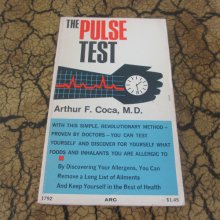 THE PULSE
TEST
Arthur F. Coca, M.D.
WITH THIS SIMPLE, REVOLUTIONARY METHOD —
PROVEN BY DOCTORS — YOU CAN TEST
YOURSELF AND DISCOVER FOR YOURSELF WHAT
FOODS AND INHALANTS YOU ARE ALLERGIC TO
By Discovering Your Allergens, You Can
Remove a Long List of Ailments
And Keep Yourself in the Best of Health
1792 ARC $1.45